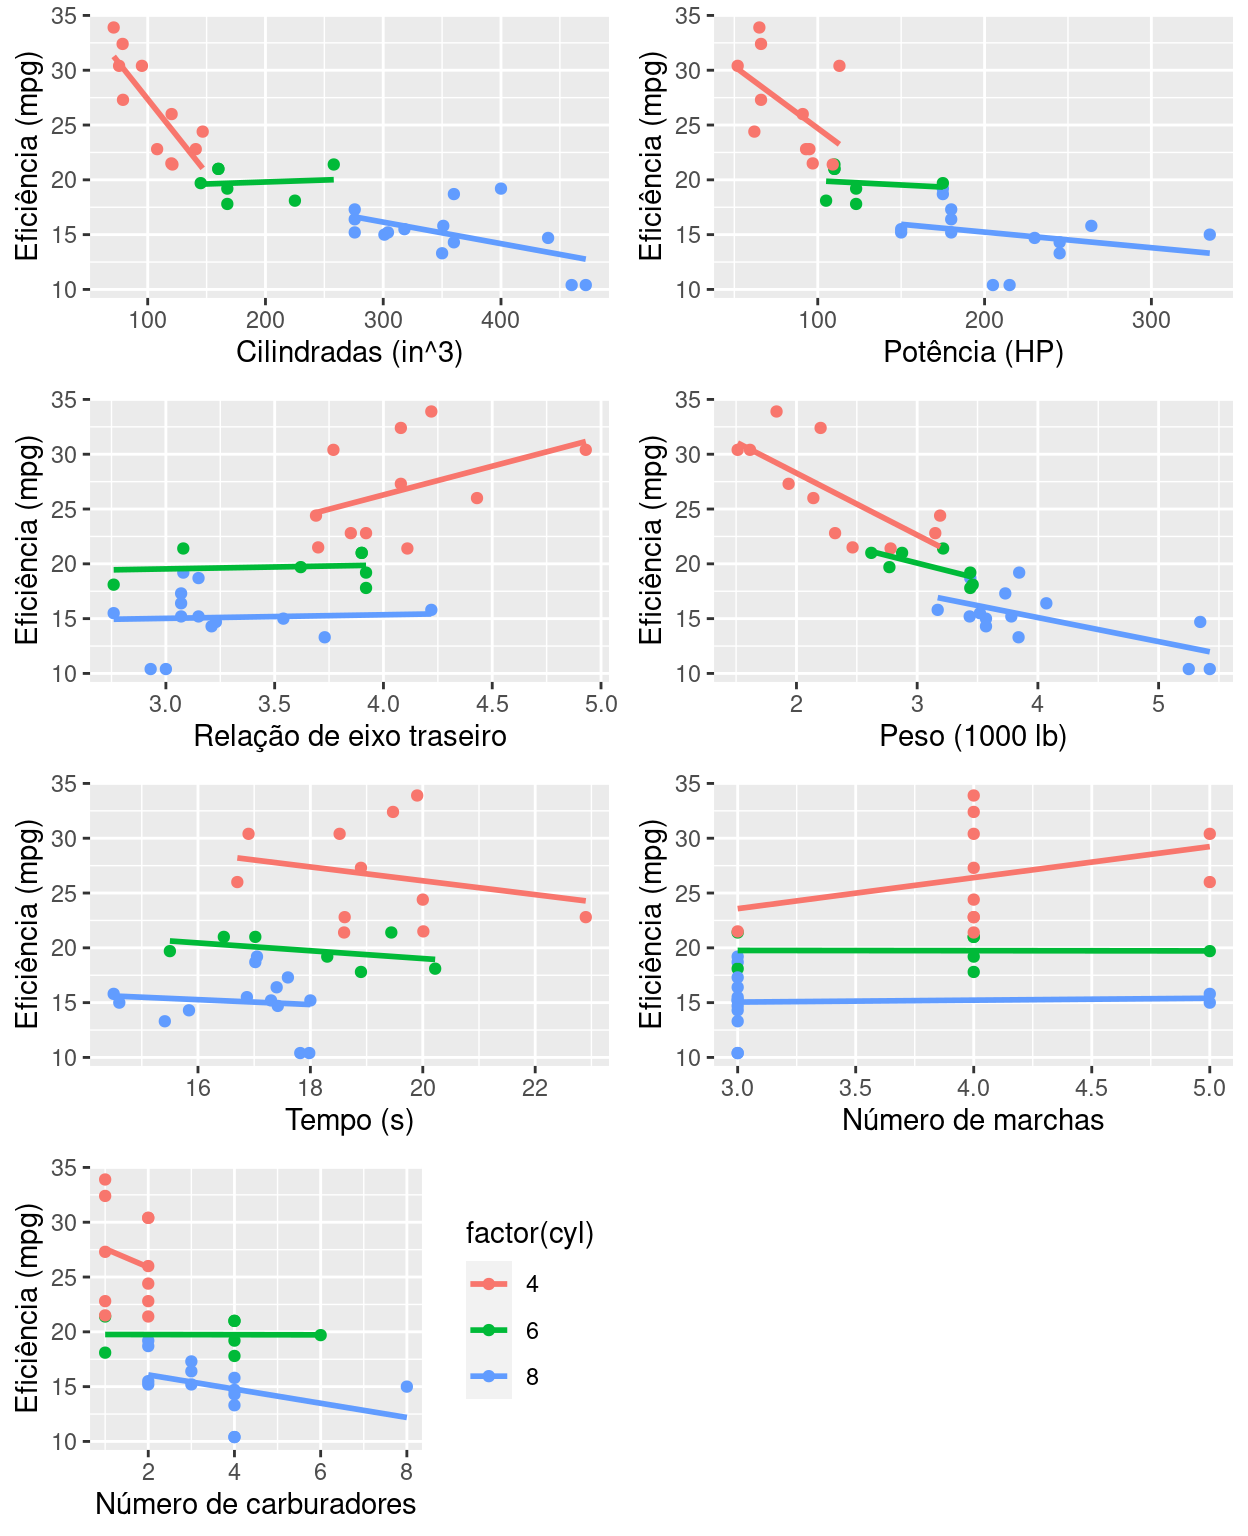 35
30
25
20
15
10
Eficiência (mpg)
100 200 300 400
Cilindradas (in^3)
35
30
25
20
15
10
Eficiência (mpg)
100 200 300
Potência (HP)
35
30
25
20
15
10
Eficiência (mpg)
3.0 3.5 4.0 4.5 5.0
Relação de eixo traseiro
35
30
25
20
15
10
Eficiência (mpg)
2 3 4 5
Peso (1000 lb)
35
30
25
20
15
10
Eficiência (mpg)
16 18 20 22
Tempo (s)
35
30
25
20
15
10
Eficiência (mpg)
3.0 3.5 4.0 4.5 5.0
Número de marchas
35
30
25
20
15
10
Eficiência (mpg)
2 4 6 8
Número de carburadores
factor(cyl)
4
6
8